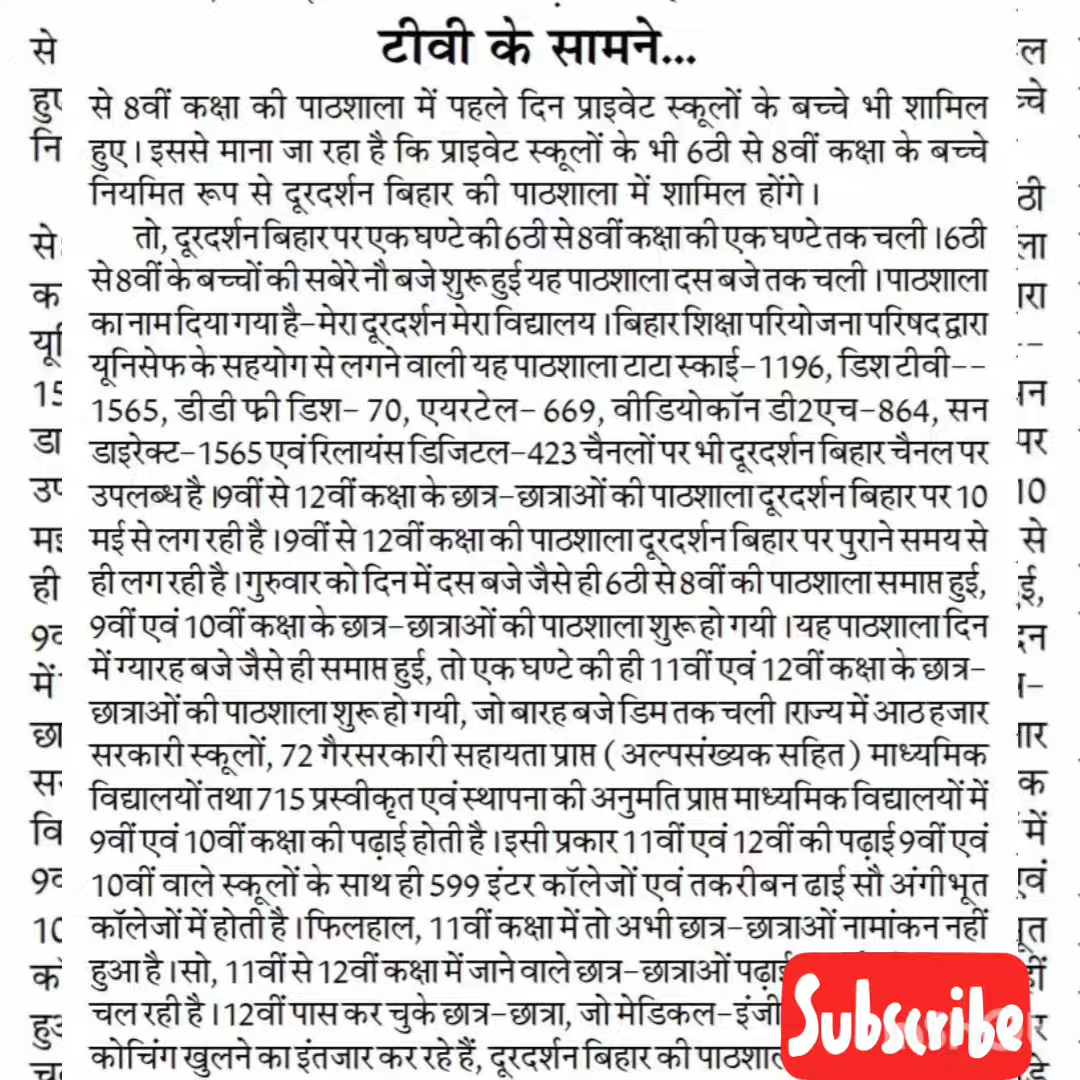 टीवी के सामने...
से 8वीं कक्षा की पाठशाला में पहले दिन प्राइवेट स्कूलों के बच्चे भी शामिल
हुए। इससे माना जा रहा है कि प्राइवेट स्कूलों के भी 6ठी से 8वीं कक्षा के बच्चे
नियमित रूप से दूरदर्शन बिहार की पाठशाला में शामिल होंगे।
तो, दूरदर्शन बिहार पर एक घण्टे की 6ठी से 8वीं कक्षा की एक घण्टे तक चली।6ठी
से 8वीं के बच्चों की सबेरे नौ बजे शुरू हुई यह पाठशाला दस बजे तक चली।पाठशाला
का नाम दिया गया है-मेरा दूरदर्शन मेरा विद्यालय।बिहार शिक्षा परियोजना परिषद द्वारा
यूनिसेफ के सहयोग से लगने वाली यह पाठशाला टाटा स्काई-1196, डिश टीवी--
1565, डीडी फ्री डिश- 70, एयरटेल- 669, वीडियोकॉन डी2एच-864, सन
डाइरेक्ट-1565 एवं रिलायंस डिजिटल-423 चैनलों पर भी दूरदर्शन बिहार चैनल पर
उपलब्ध है।9वीं से 12वीं कक्षा के छात्र-छात्राओं की पाठशाला दूरदर्शन बिहार पर 10
मई से लग रही है।9वीं से 12वीं कक्षा की पाठशाला दूरदर्शन बिहार पर पुराने समय से
ही लग रही है।गुरुवार को दिन में दस बजे जैसे ही 6ठी से 8वीं की पाठशाला समाप्त हुई,
9वीं एवं 10वीं कक्षा के छात्र-छात्राओं की पाठशाला शुरू हो गयी।यह पाठशाला दिन
में ग्यारह बजे जैसे ही समाप्त हुई, तो एक घण्टे की ही 11वीं एवं 12वीं कक्षा के छात्र-
छात्राओं की पाठशाला शुरू हो गयी, जो बारह बजे डिम तक चली।राज्य में आठ हजार
सरकारी स्कूलों, 72 गैरसरकारी सहायता प्राप्त (अल्पसंख्यक सहित) माध्यमिक
विद्यालयों तथा 715 प्रस्वीकृत एवं स्थापना की अनुमति प्राप्त माध्यमिक विद्यालयों में
9वीं एवं 10वीं कक्षा की पढ़ाई होती है।इसी प्रकार 11वीं एवं 12वीं की पढ़ाई 9वीं एवं
10वीं वाले स्कूलों के साथ ही 599 इंटर कॉलेजों एवं तकरीबन ढाई सौ अंगीभूत
कॉलेजों में होती है।फिलहाल, 11वीं कक्षा में तो अभी छात्र-छात्राओं नामांकन नहीं
हुआ है।सो, 11वीं से 12वीं कक्षा में जाने वाले छात्र-छात्राओं पढ़ाई
चल रही है।12वीं पास कर चुके छात्र-छात्रा, जो मेडिकल-इंजी
कोचिंग खुलने का इंतजार कर रहे हैं, दूरदर्शन बिहार की
Subscribe